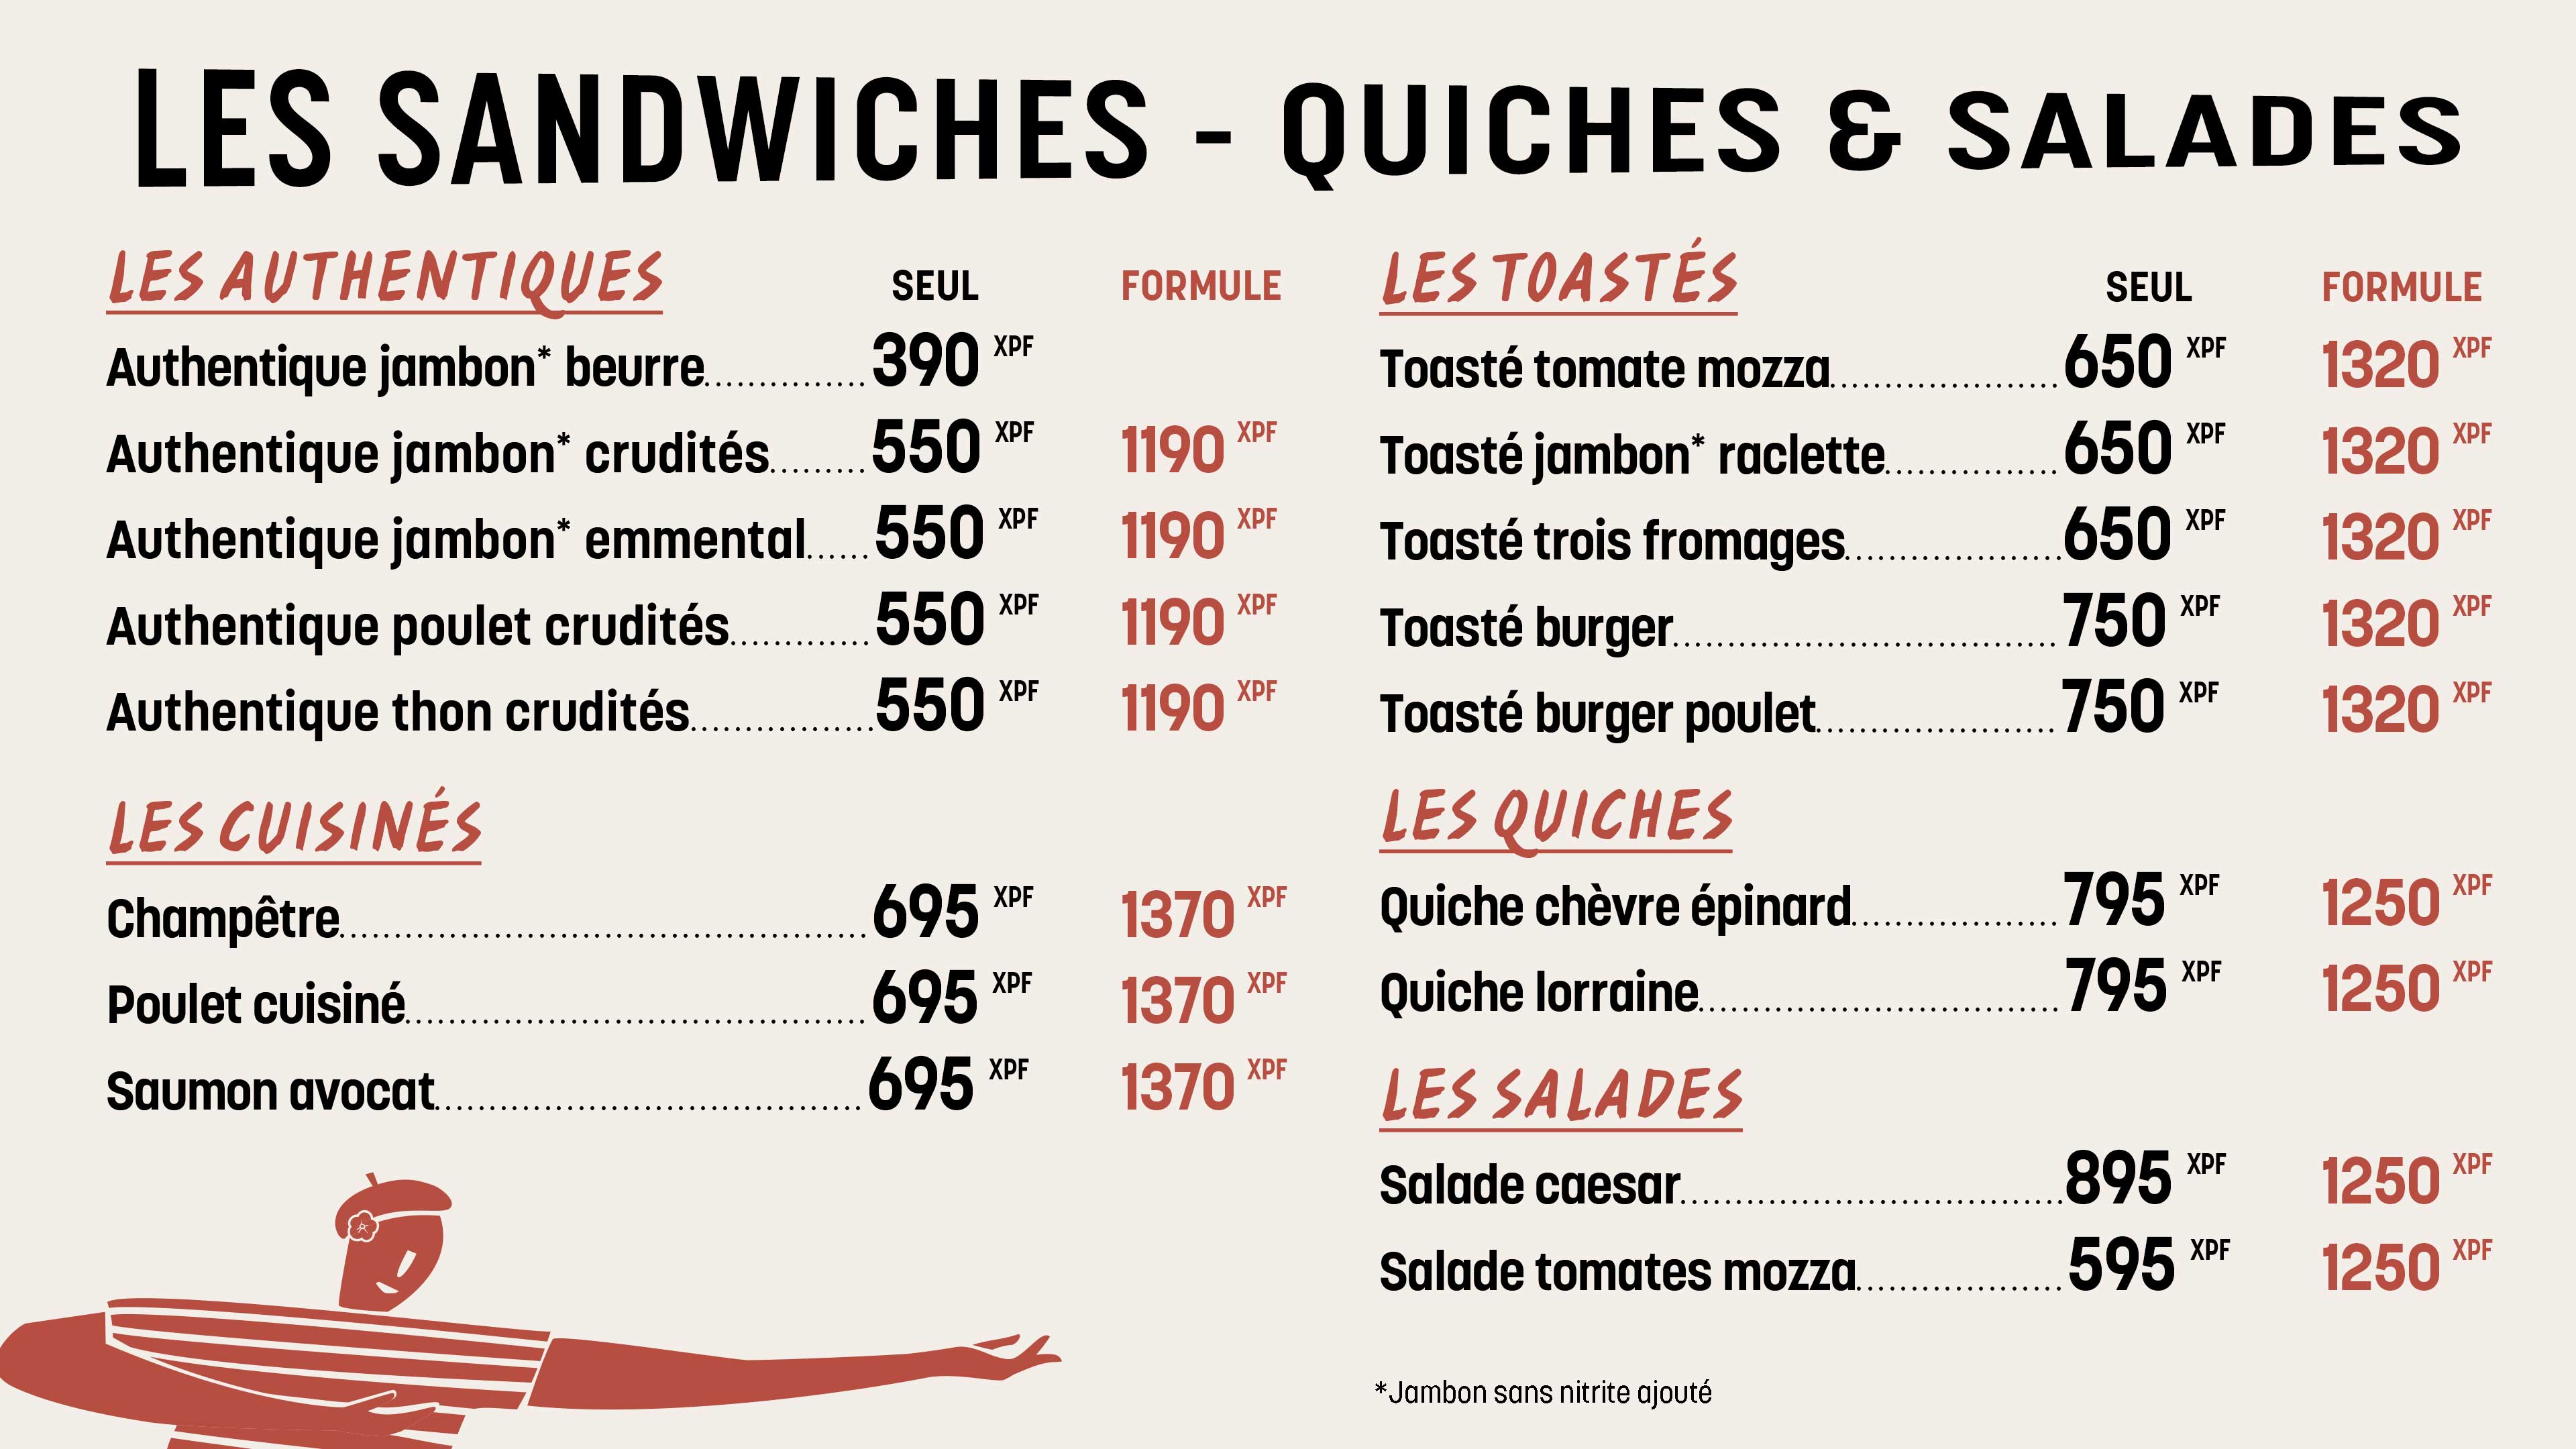 LES SANDWICHES - QUICHES & SALADES
LES AUTHENTIQUES SEUL FORMULE
Authentique jambon* beurre 390 XPF
Authentique jambon* crudités 550 XPF 1190 XPF
Authentique jambon* emmental 550 XPF 1190 XPF
Authentique poulet crudités 550 XPF 1190 XPF
Authentique thon crudités 550 XPF 1190 XPF
LES CUISINÉS
Champêtre 695 XPF 1370 XPF
Poulet cuisiné 695 XPF 1370 XPF
Saumon avocat 695 XPF 1370 XPF
LES TOASTÉS SEUL FORMULE
Toasté tomate mozza 650 XPF 1320 XPF
Toasté jambon* raclette 650 XPF 1320 XPF
Toasté trois fromages 650 XPF 1320 XPF
Toasté burger 750 XPF 1320 XPF
Toasté burger poulet 750 XPF 1320 XPF
LES QUICHES
Quiche chèvre épinard 795 XPF 1250 XPF
Quiche lorraine 795 XPF 1250 XPF
LES SALADES
Salade caesar 895 XPF 1250 XPF
Salade tomates mozza 595 XPF 1250 XPF
*Jambon sans nitrite ajouté